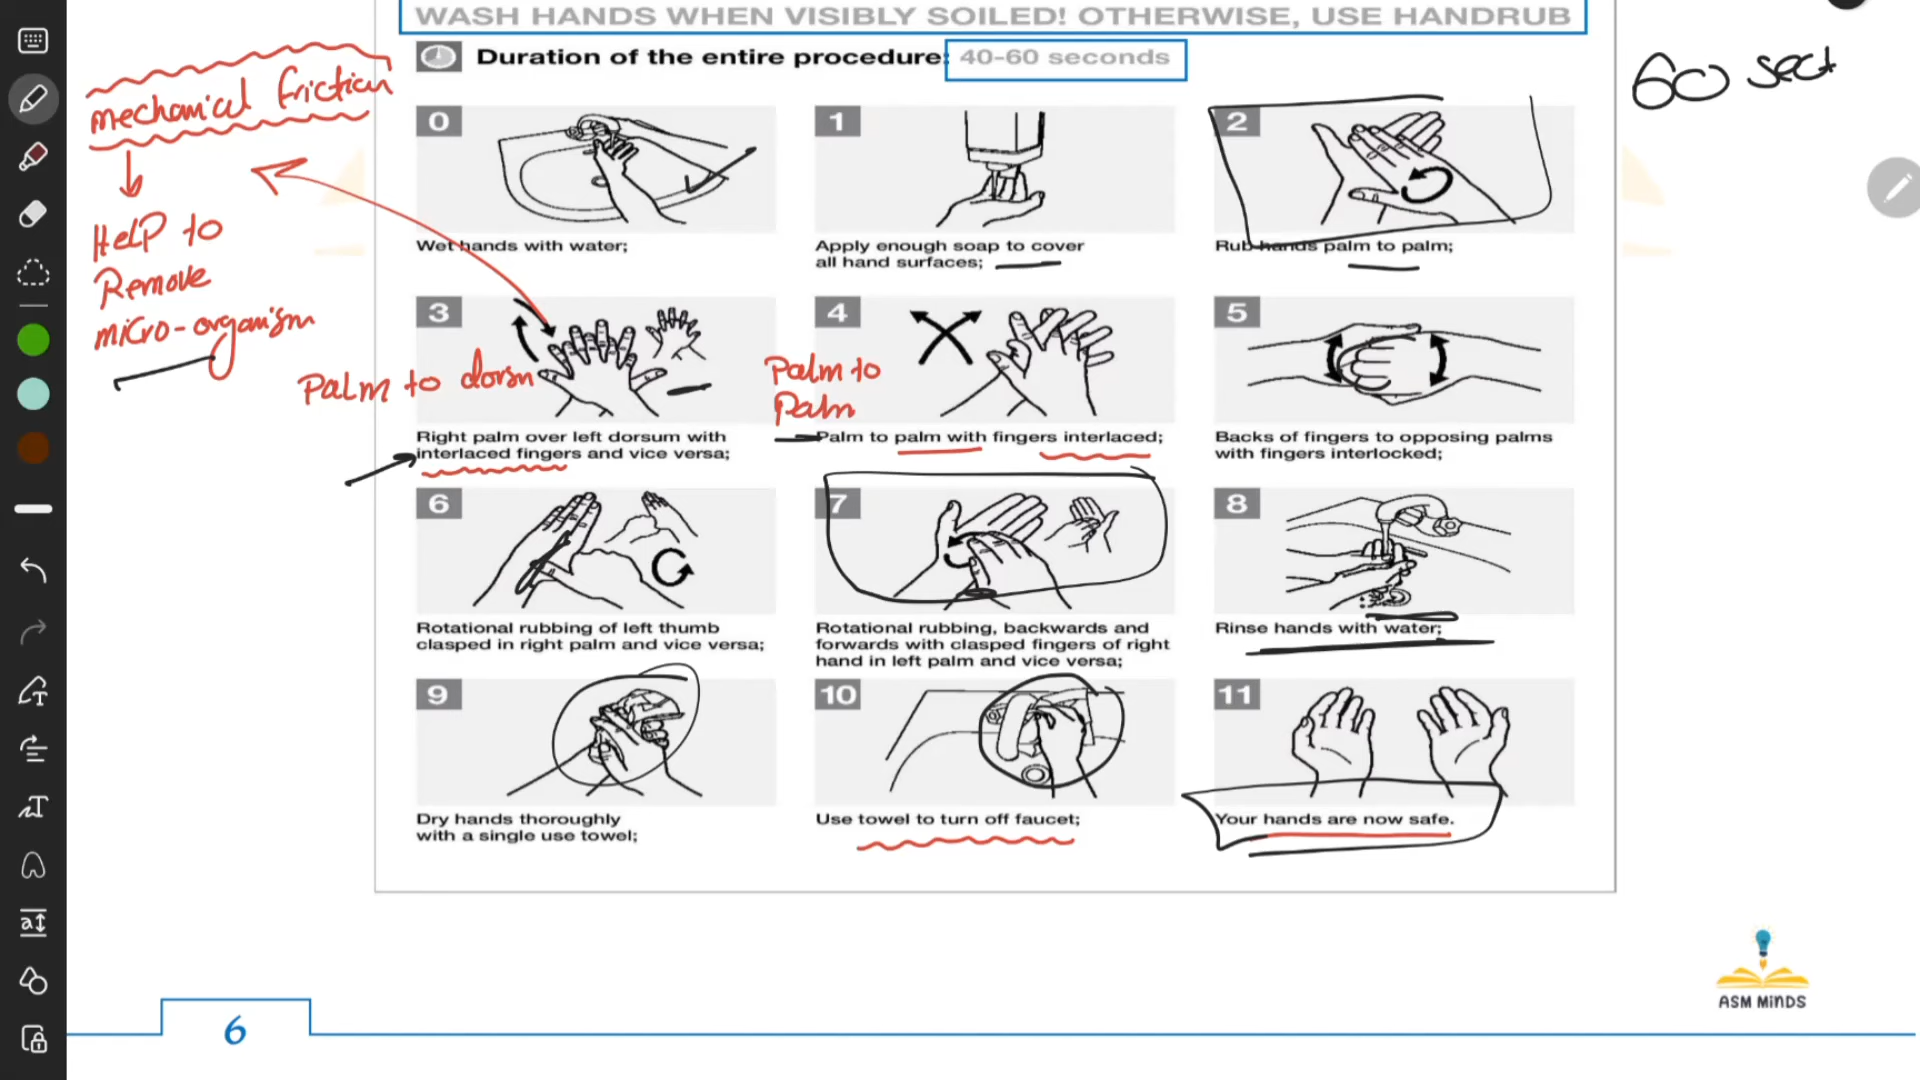 WASH HANDS WHEN VISIBLY SOILED! OTHERWISE, USE HANDRUB
Duration of the entire procedure: 40-60 seconds
60 sect
mechanical friction
HELP to
Remove
micro-organism
0
Wet hands with water;
1
Apply enough soap to cover
all hand surfaces;
2
Rub hands palm to palm;
3
Palm to dorsm
Right palm over left dorsum with
interlaced fingers and vice versa;
4
Palm to
Palm
Palm to palm with fingers interlaced;
5
Backs of fingers to opposing palms
with fingers interlocked;
6
Rotational rubbing of left thumb
clasped in right palm and vice versa;
7
Rotational rubbing, backwards and
forwards with clasped fingers of right
hand in left palm and vice versa;
8
Rinse hands with water;
9
Dry hands thoroughly
with a single use towel;
10
Use towel to turn off faucet;
11
Your hands are now safe.
ASM MINDS
6